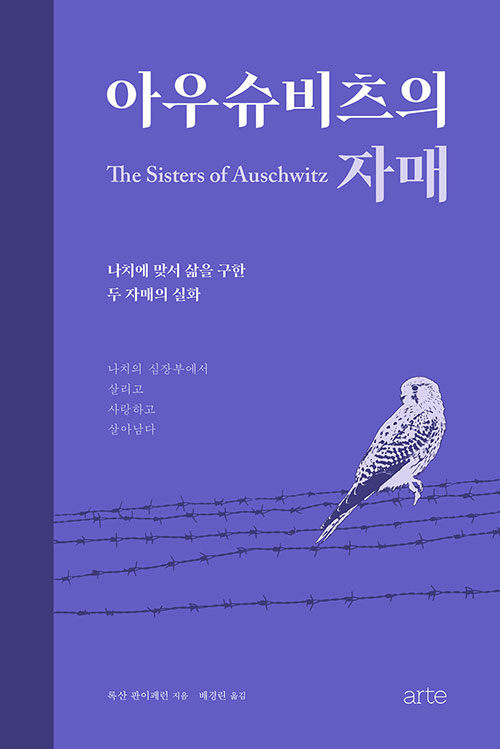 아우슈비츠의
The Sisters of Auschwitz 자매
나치에 맞서 삶을 구한
두 자매의 실화
나치의 심장부에서
살리고
사랑하고
살아남다
록산 판이페런 지음 배경린 옮김
arte